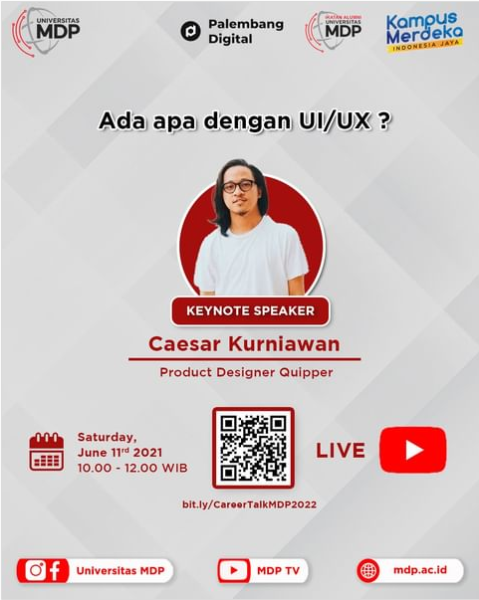 UNIVERSITAS
MDP
Palembang
Digital
IKATAN ALUMNI
UNIVERSITAS
MDP
Kampus
Merdeka
INDONESIA JAYA
Ada apa dengan UI/UX ?
KEYNOTE SPEAKER
Caesar Kurniawan
Product Designer Quipper
Saturday,
June 11rd 2021
10.00 - 12.00 WIB
LIVE
bit.ly/CareerTalkMDP2022
Universitas MDP
MDP TV
mdp.ac.id